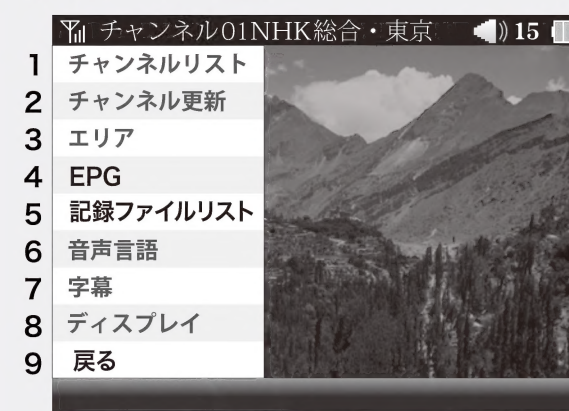 チャンネル01NHK総合・東京 15
1 チャンネルリスト
2 チャンネル更新
3 エリア
4 EPG
5 記録ファイルリスト
6 音声言語
7 字幕
8 ディスプレイ
9 戻る